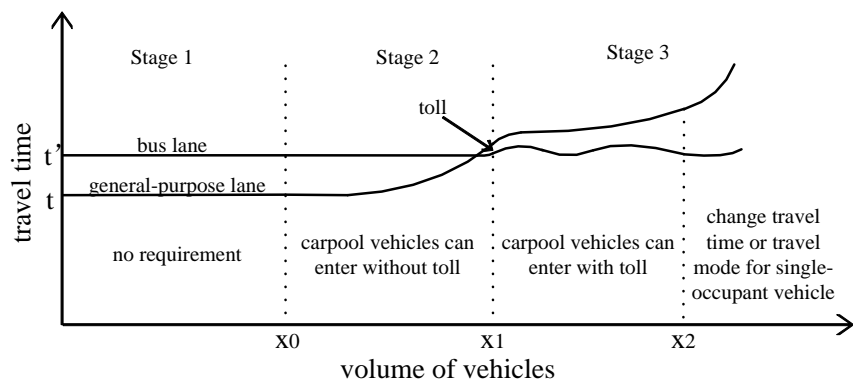 Stage 1
Stage 2
Stage 3
toll
t'
bus lane
t
general-purpose lane
travel time
no requirement
carpool vehicles can
enter without toll
carpool vehicles can
enter with toll
change travel
time or travel
mode for single-
occupant vehicle
x0
x1
x2
volume of vehicles